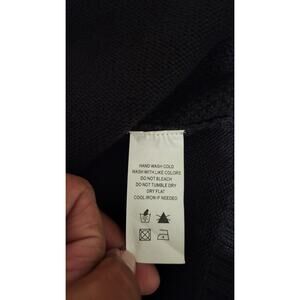 HAND WASH COLD
WASH WITH LIKE COLORS
DO NOT BLEACH
DO NOT TUMBLE DRY
DRY FLAT
COOL IRON IF NEEDED